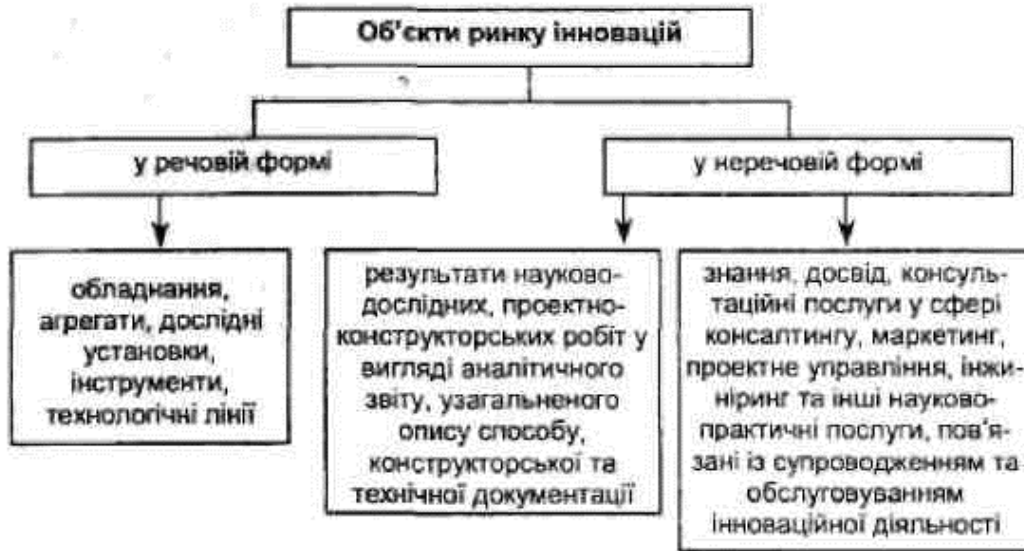 Об'єкти ринку інновацій
у речовій формі
у неречовій формі
обладнання,
агрегати, дослідні
установки,
інструменти,
технологічні лінії
результати науково-
дослідних, проектно-
конструкторських робіт у
вигляді аналітичного
звіту, узагальненого
опису способу,
конструкторської та
технічної документації
знання, досвід, консуль-
таційні послуги у сфері
консалтингу, маркетинг,
проектне управління, інжи-
ніринг та інші науково-
практичні послуги, пов'я-
зані із супроводженням та
обслуговуванням
інноваційної діяльності